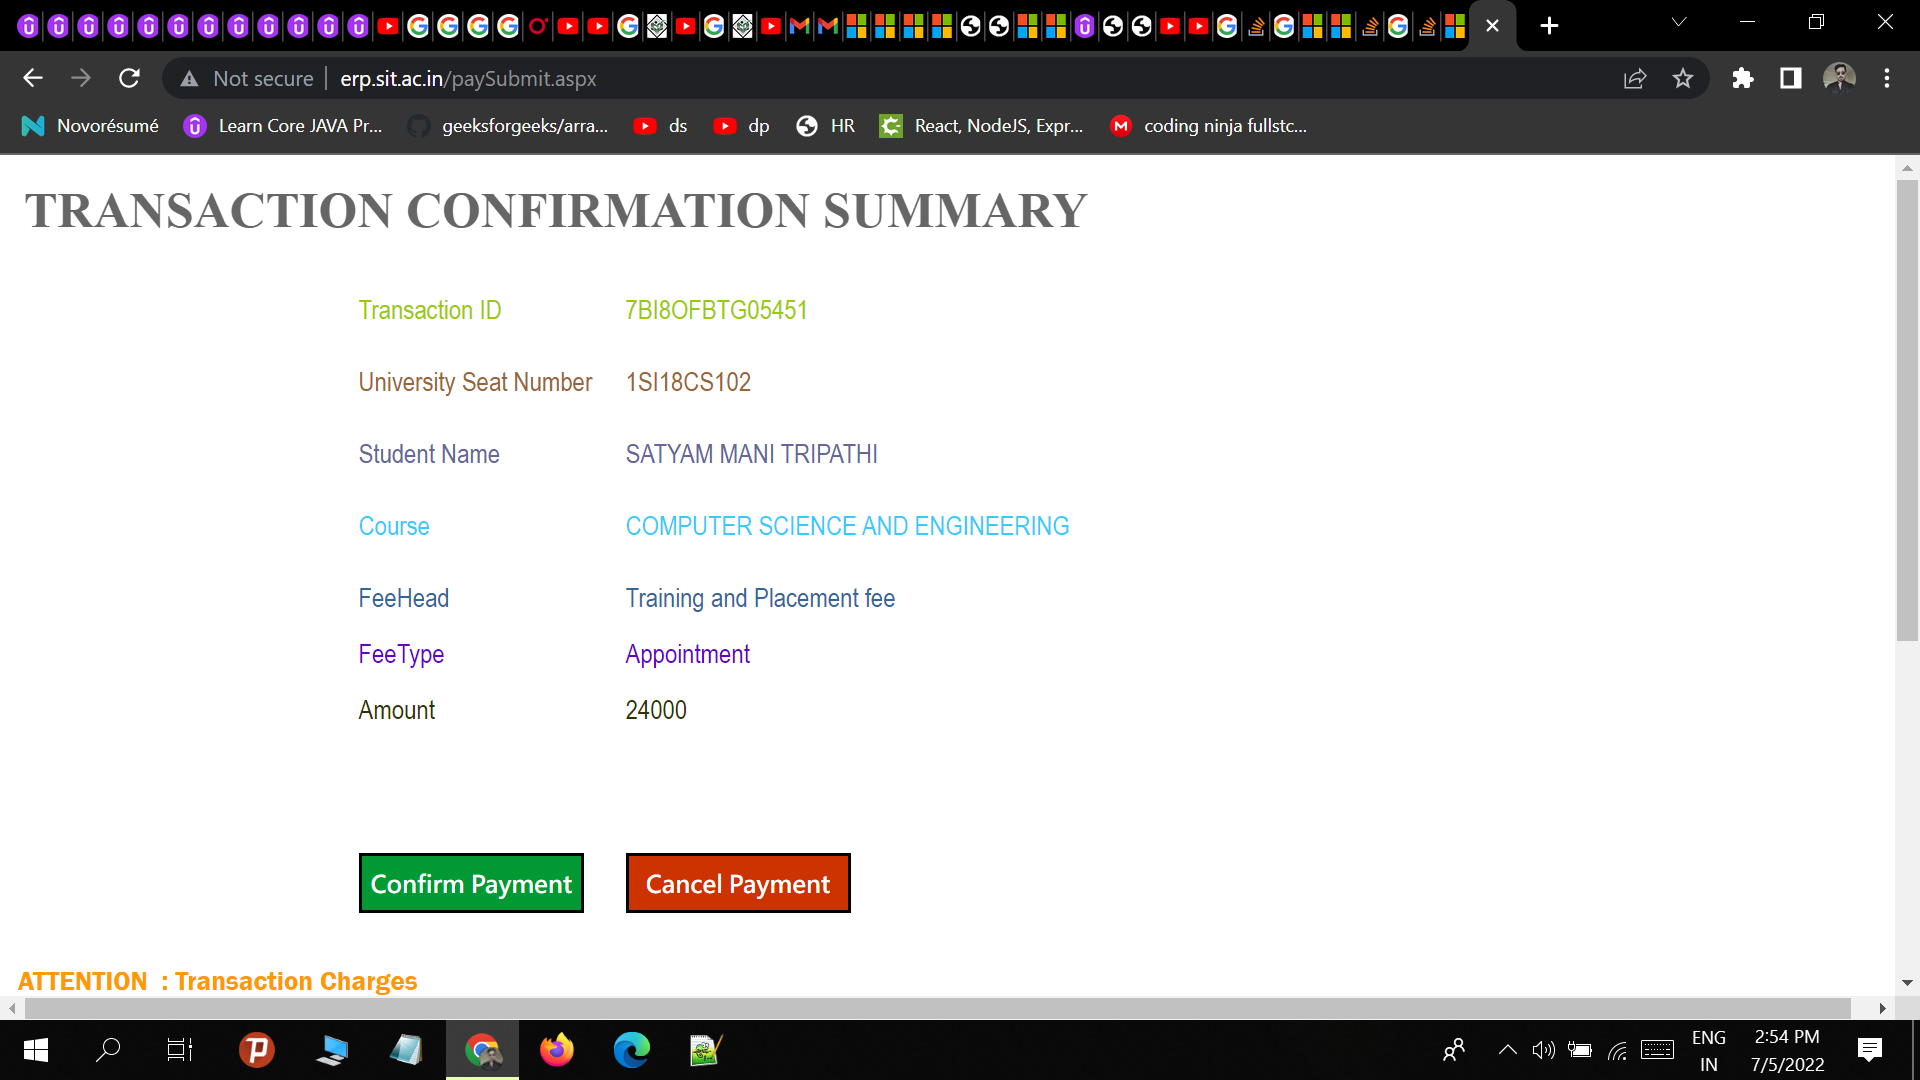 Not secure
erp.sit.ac.in/paySubmit.aspx
Novorésumé
Learn Core JAVA Pr...
geeksforgeeks/arra...
ds
dp
HR
React, NodeJS, Expr...
coding ninja fullstc...
TRANSACTION CONFIRMATION SUMMARY
Transaction ID 7BI8OFBTG05451
University Seat Number 1SI18CS102
Student Name SATYAM MANI TRIPATHI
Course COMPUTER SCIENCE AND ENGINEERING
FeeHead Training and Placement fee
FeeType Appointment
Amount 24000
Confirm Payment Cancel Payment
ATTENTION : Transaction Charges
ENG 2:54 PM
IN 7/5/2022